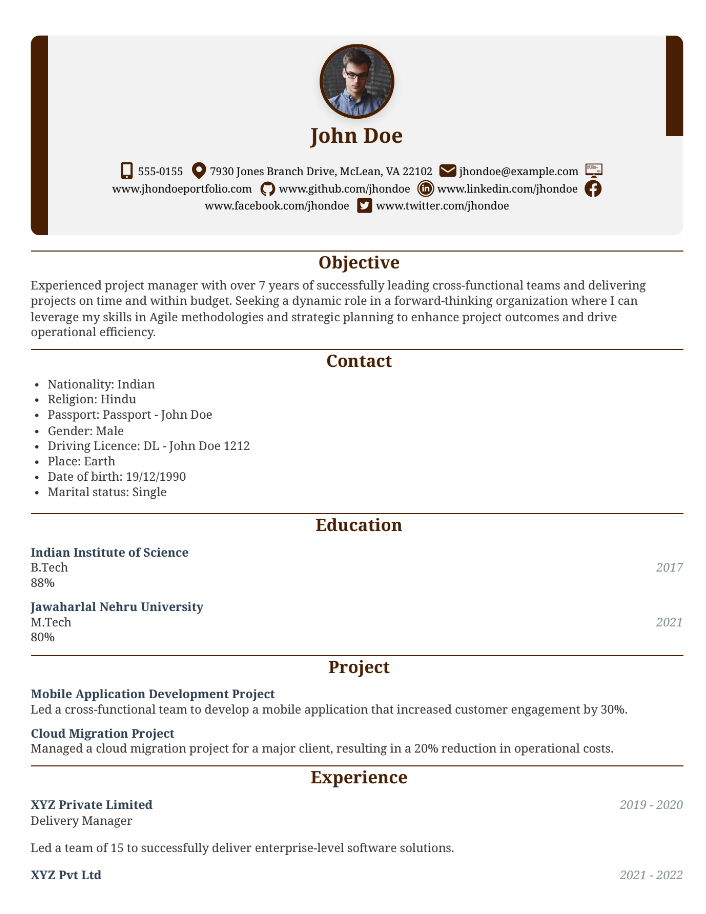 John Doe
555-0155 7930 Jones Branch Drive, McLean, VA 22102 jhondoe@example.com
www.jhondoeportfolio.com www.github.com/jhondoe www.linkedin.com/jhondoe
www.facebook.com/jhondoe www.twitter.com/jhondoe
Objective
Experienced project manager with over 7 years of successfully leading cross-functional teams and delivering
projects on time and within budget. Seeking a dynamic role in a forward-thinking organization where I can
leverage my skills in Agile methodologies and strategic planning to enhance project outcomes and drive
operational efficiency.
Contact
• Nationality: Indian
• Religion: Hindu
• Passport: Passport - John Doe
• Gender: Male
• Driving Licence: DL - John Doe 1212
• Place: Earth
• Date of birth: 19/12/1990
• Marital status: Single
Education
Indian Institute of Science
B.Tech 2017
88%
Jawaharlal Nehru University
M.Tech 2021
80%
Project
Mobile Application Development Project
Led a cross-functional team to develop a mobile application that increased customer engagement by 30%.
Cloud Migration Project
Managed a cloud migration project for a major client, resulting in a 20% reduction in operational costs.
Experience
XYZ Private Limited 2019 - 2020
Delivery Manager
Led a team of 15 to successfully deliver enterprise-level software solutions.
XYZ Pvt Ltd 2021 - 2022